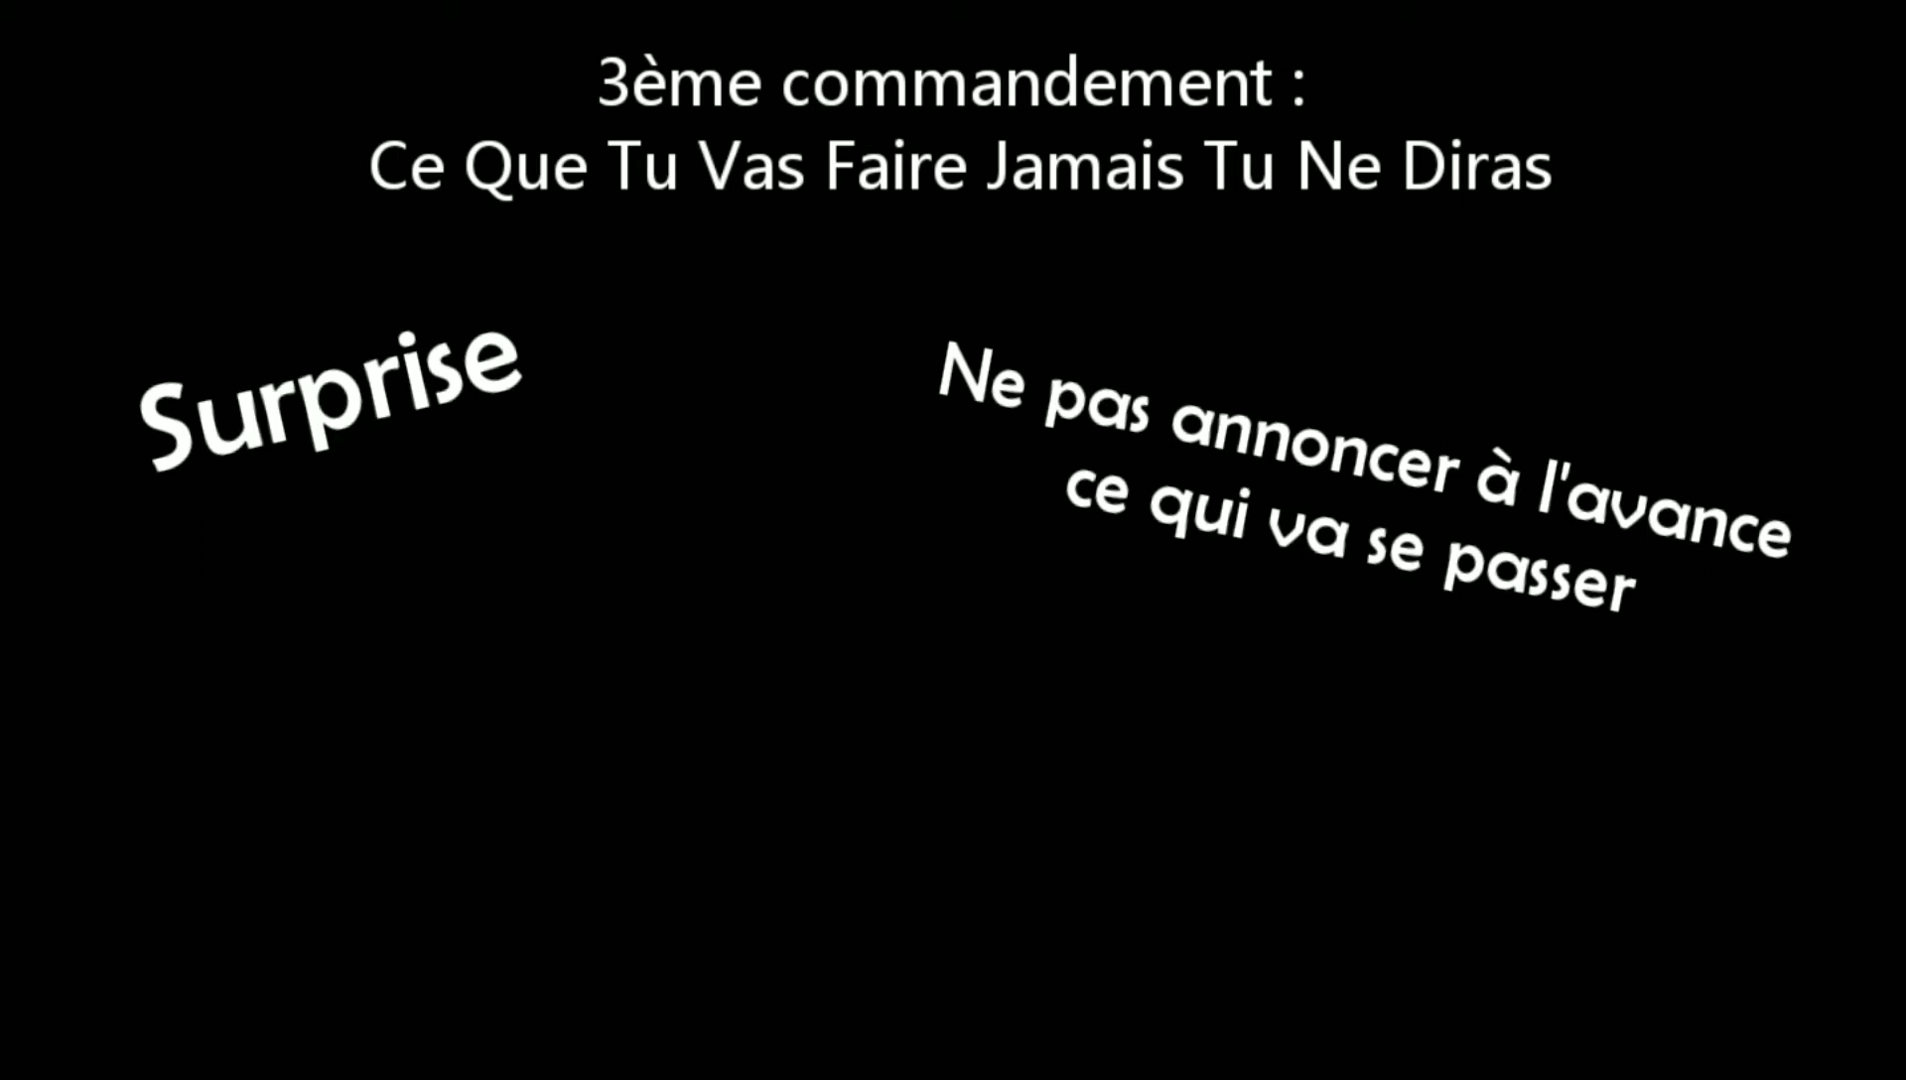 3ème commandement :
Ce Que Tu Vas Faire Jamais Tu Ne Diras
Surprise
Ne pas annoncer à l'avance
ce qui va se passer